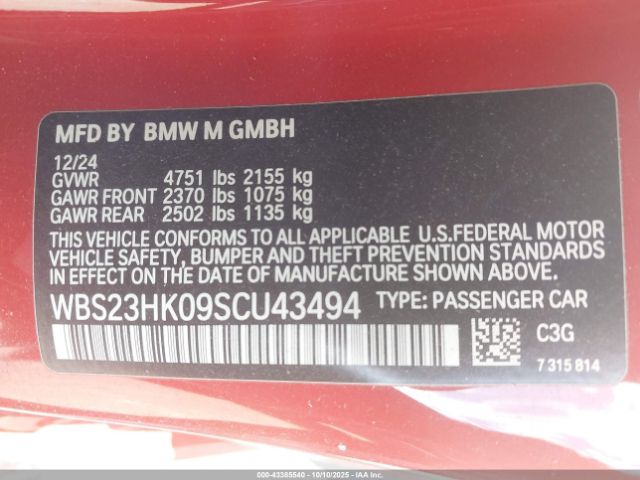 MFD BY BMW M GMBH
12/24
GVWR 4751 lbs 2155 kg
GAWR FRONT 2370 lbs 1075 kg
GAWR REAR 2502 lbs 1135 kg
THIS VEHICLE CONFORMS TO ALL APPLICABLE U.S.FEDERAL MOTOR
VEHICLE SAFETY, BUMPER AND THEFT PREVENTION STANDARDS
IN EFFECT ON THE DATE OF MANUFACTURE SHOWN ABOVE.
WBS23HK09SCU43494 TYPE: PASSENGER CAR
C3G
7 315 814
000-43385540 - 10/10/2025 - IAA